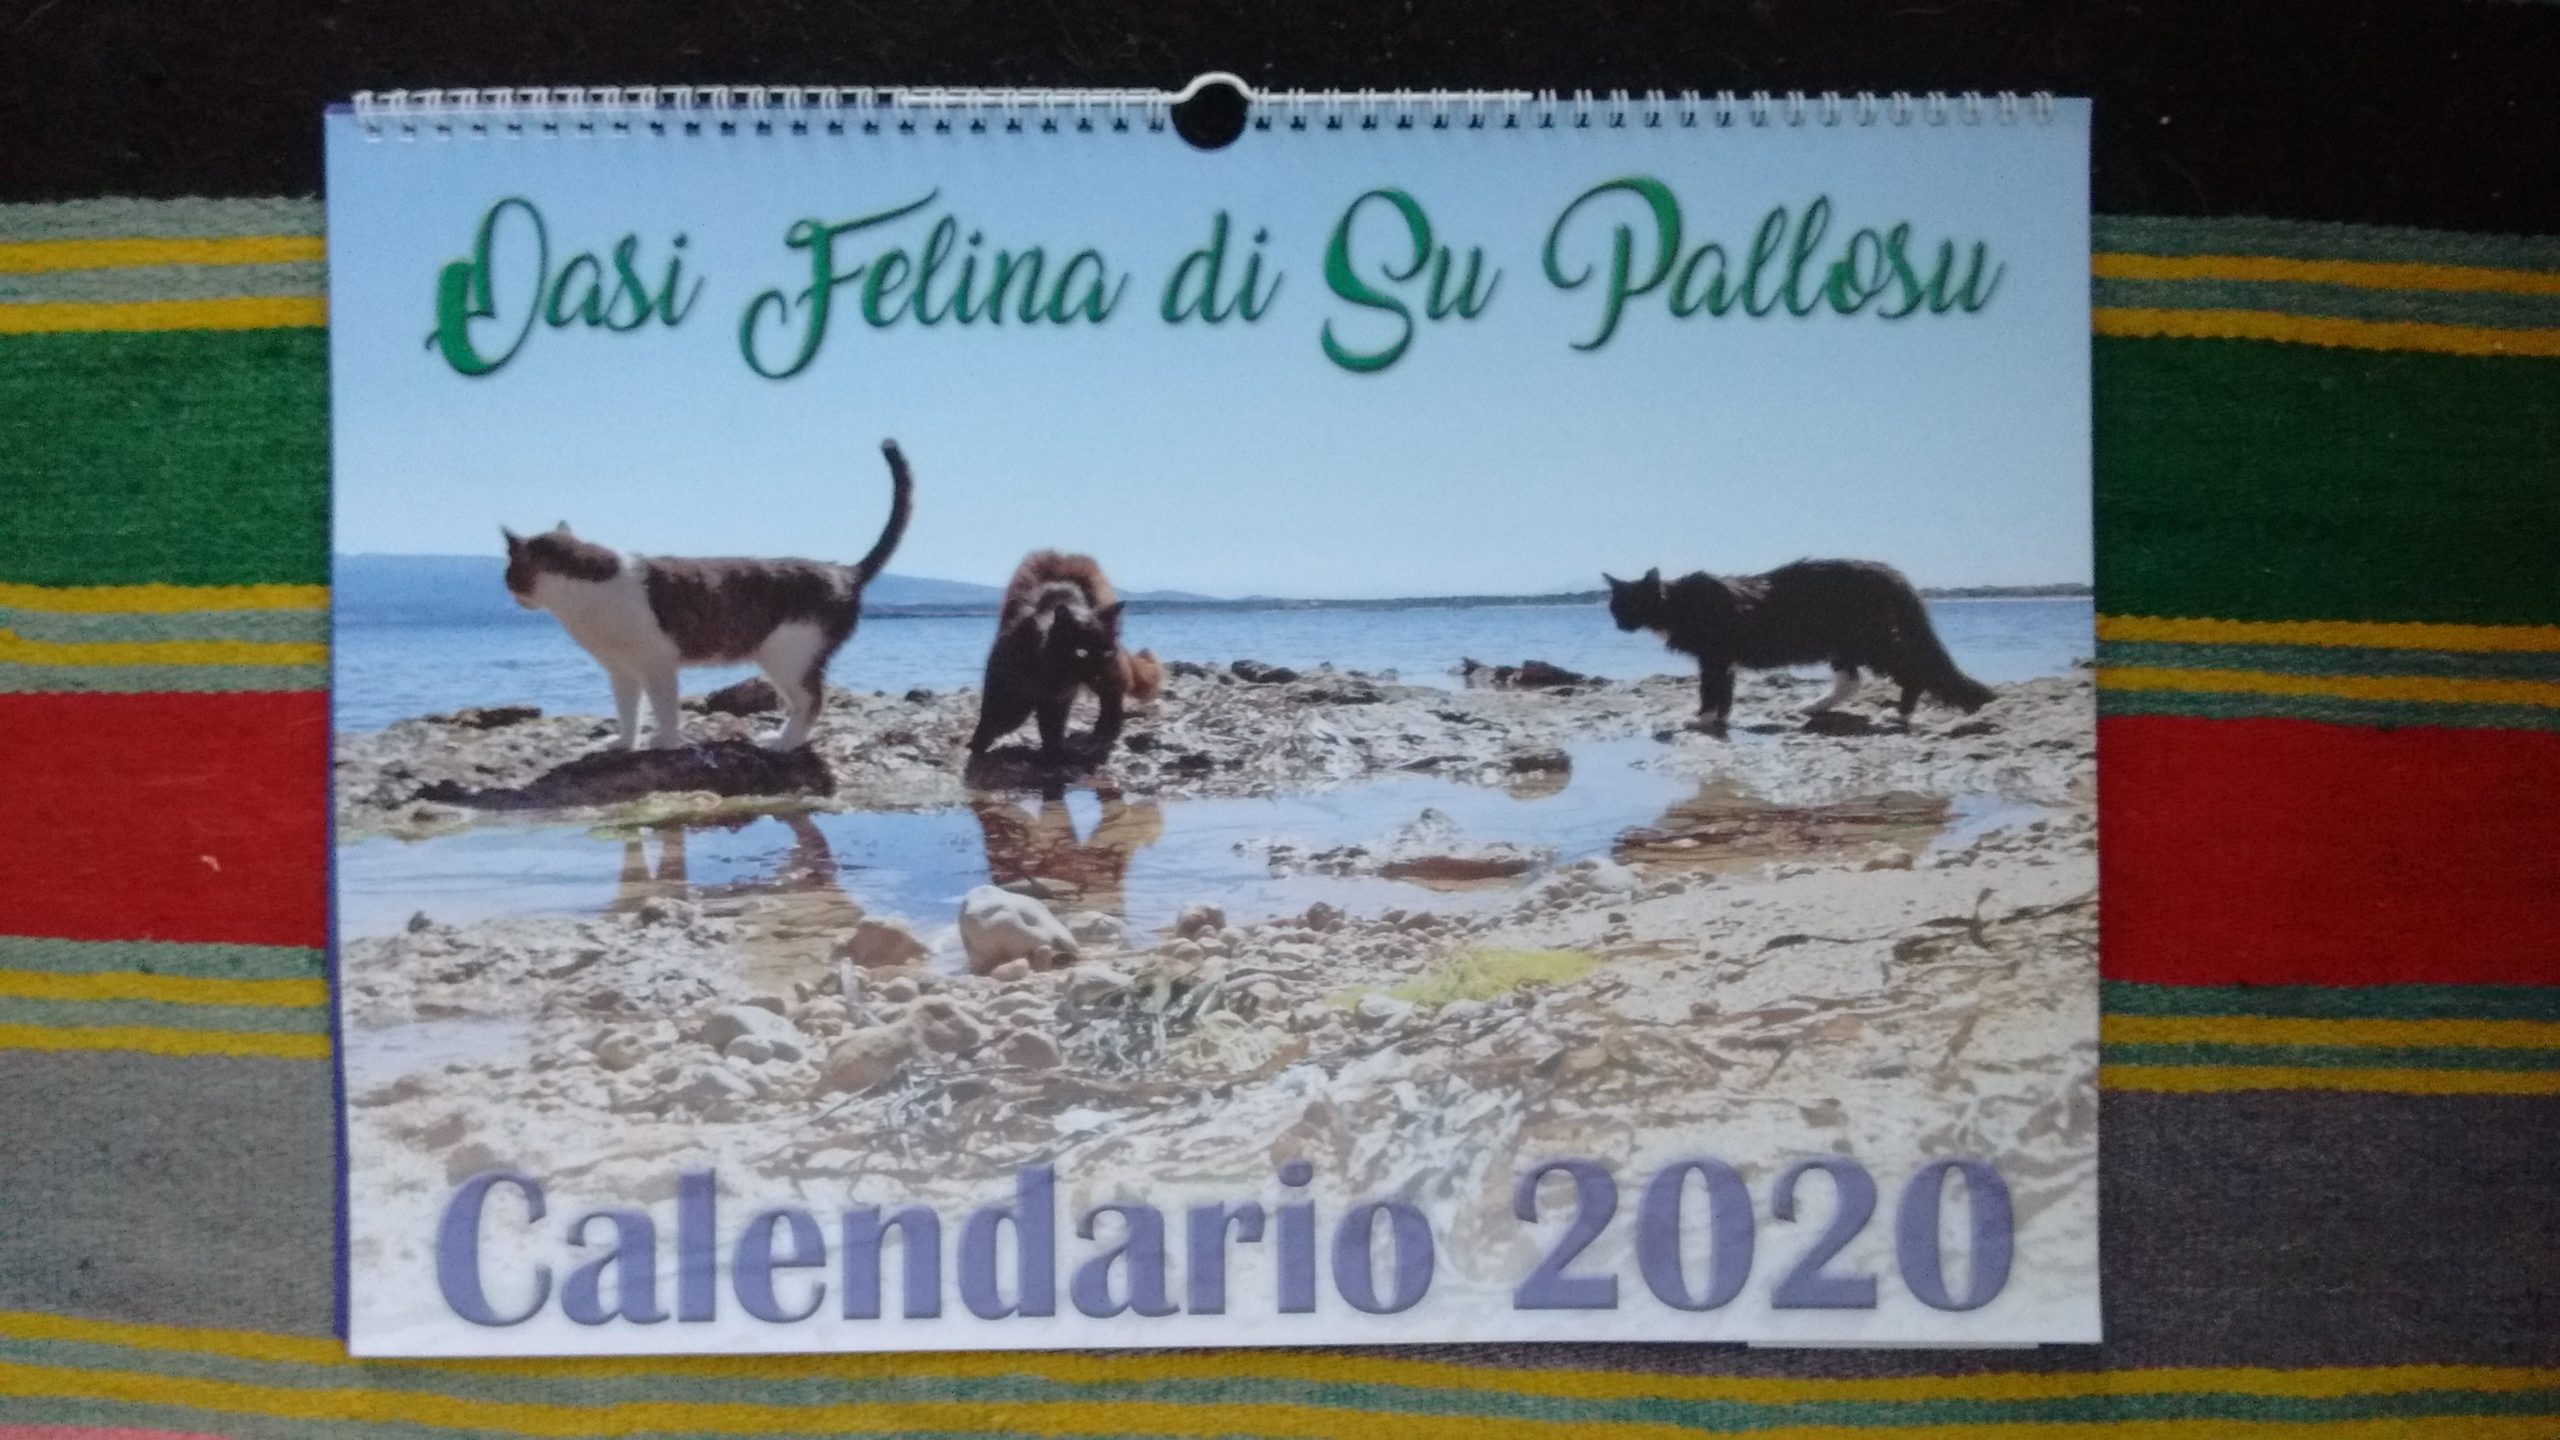 Oasi Felina di Su Pallosu
Calendario 2020